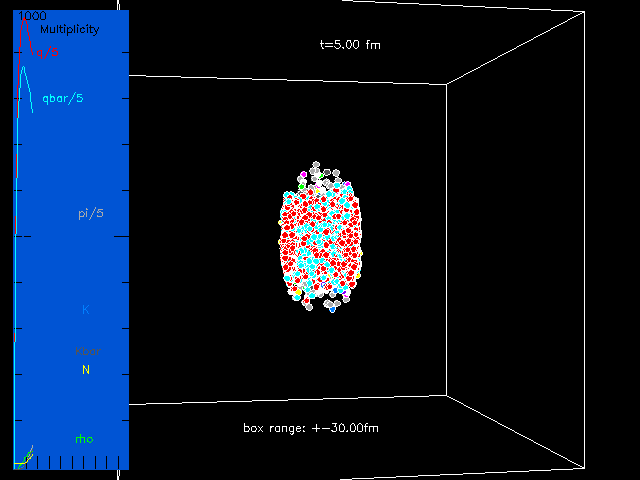 1000
Multiplicity
t=5.00 fm
qbar/5
pi/5
K
Kbar
N
rho
box range: +-30.00fm